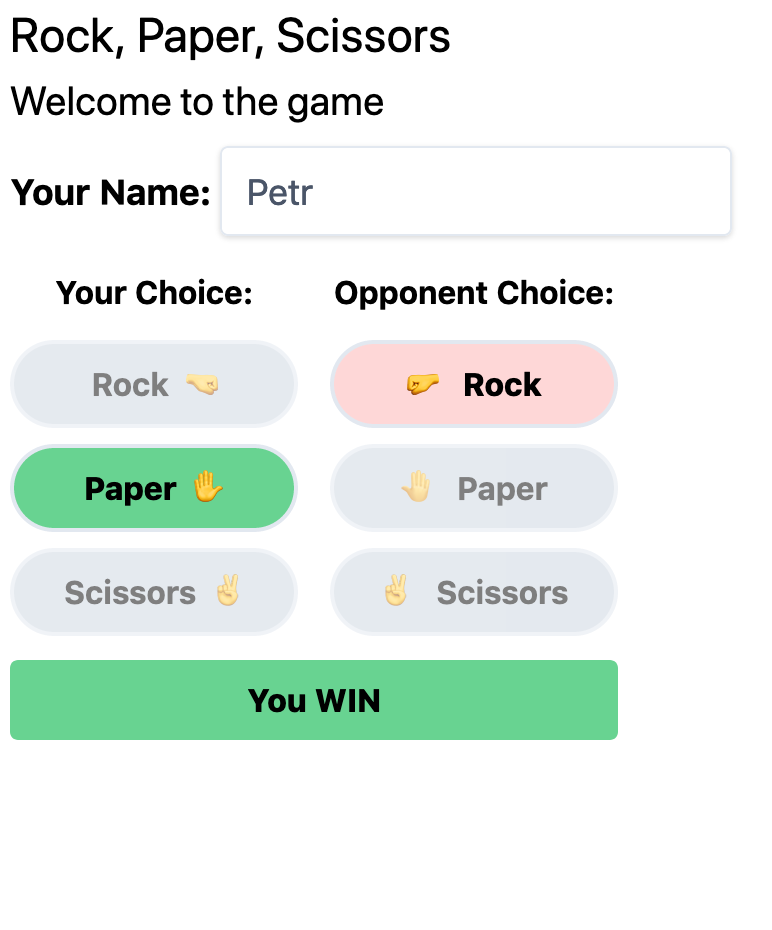 Rock, Paper, Scissors
Welcome to the game
Your Name: Petr
Your Choice: Opponent Choice:
Rock 🤜 🤛 Rock
Paper ✋ 🤚 Paper
Scissors ✌ ✌ Scissors
You WIN